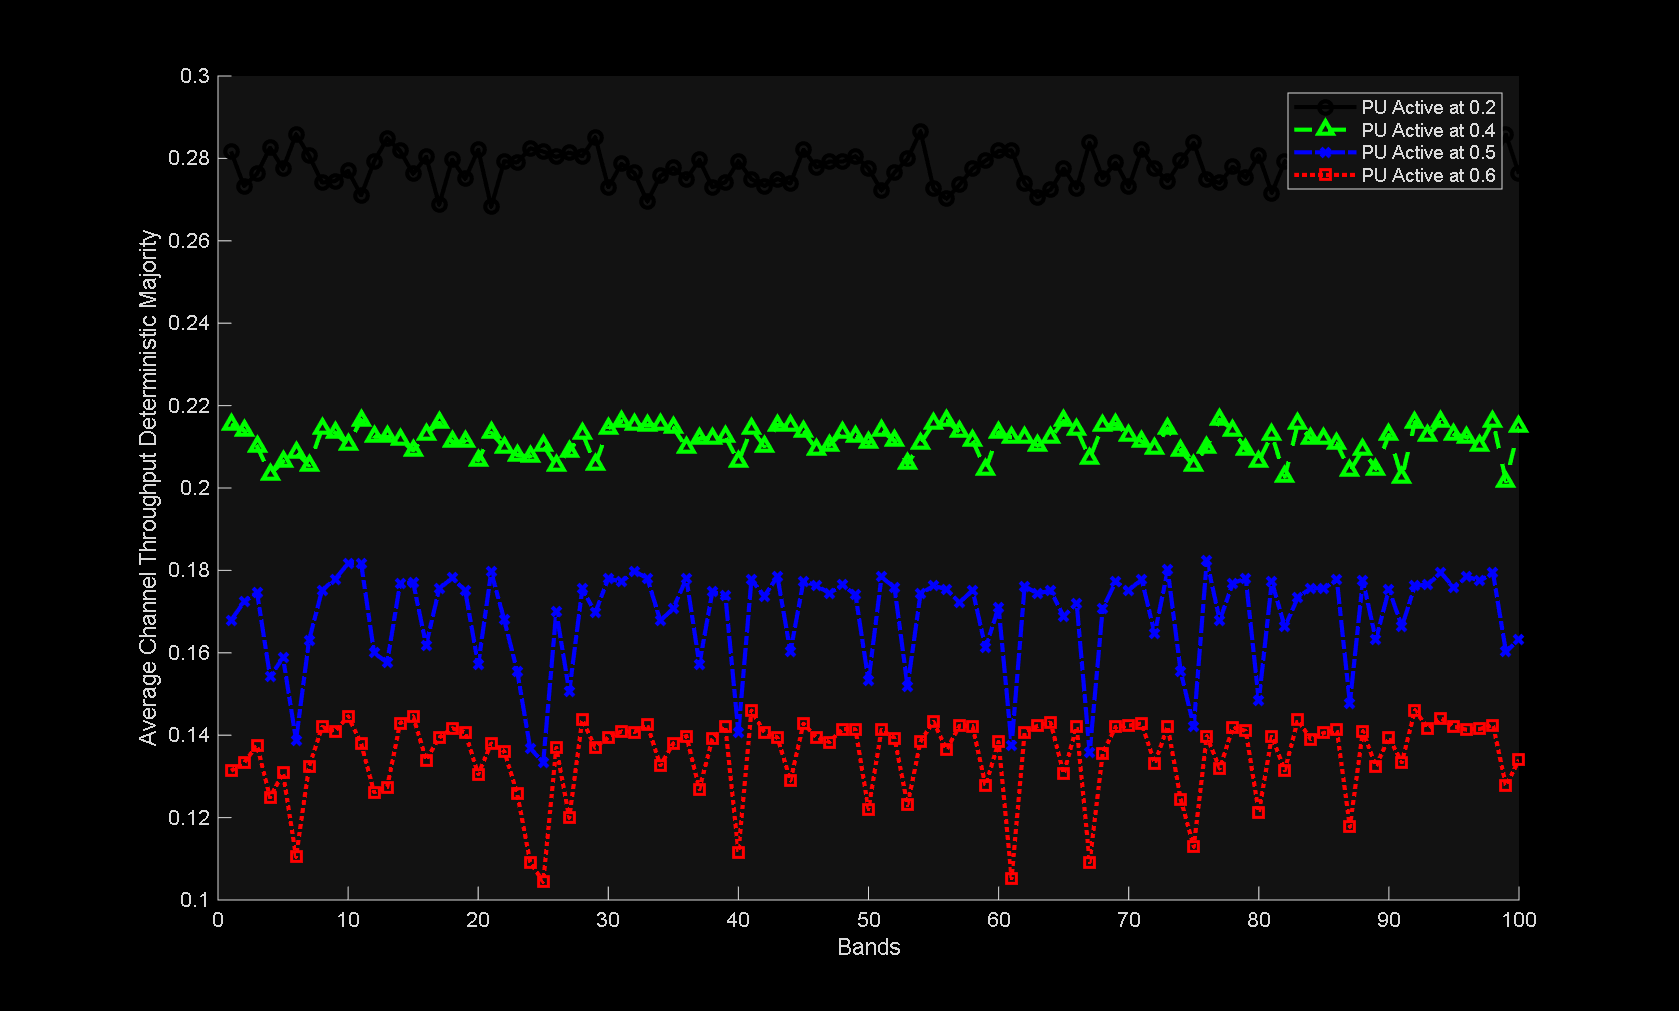 0.3
0.28
0.26
0.24
0.22
0.2
0.18
0.16
0.14
0.12
0.1
Average Channel Throughput Deterministic Majority
PU Active at 0.2
PU Active at 0.4
PU Active at 0.5
PU Active at 0.6
0 10 20 30 40 50 60 70 80 90 100
Bands